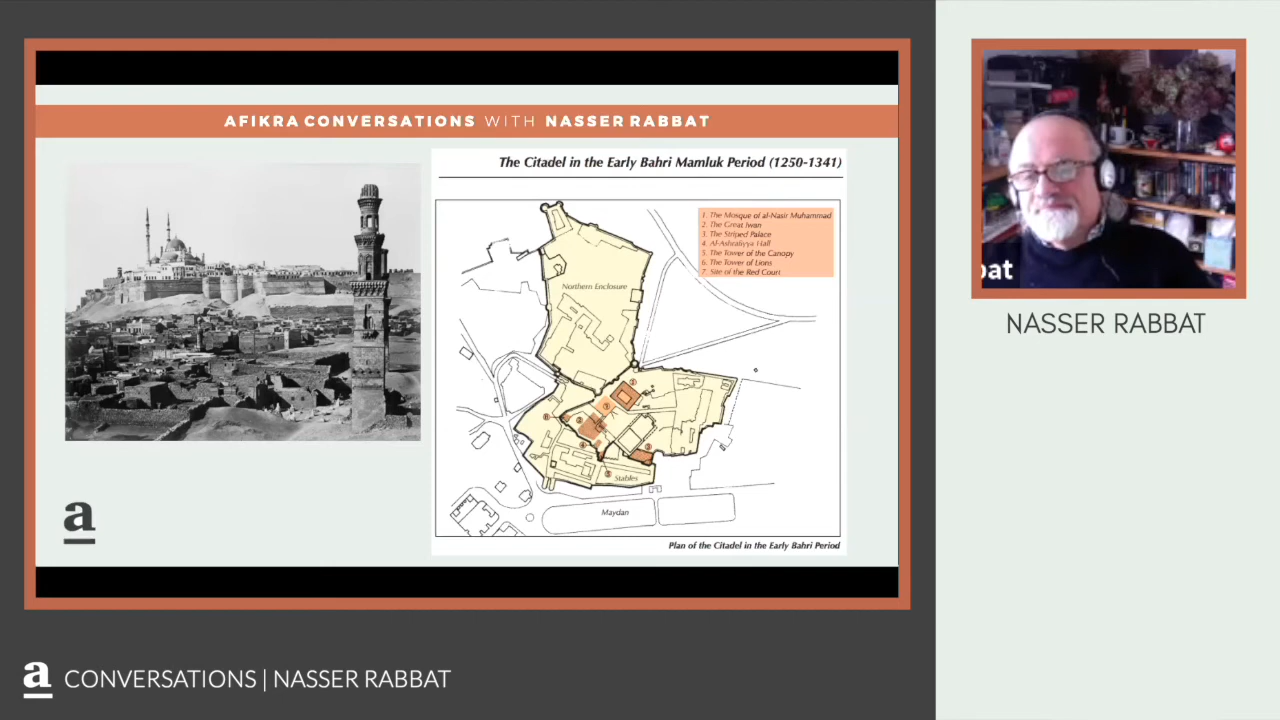 AFIKRA CONVERSATIONS WITH NASSER RABBAT
The Citadel in the Early Bahri Mamluk Period (1250-1341)
1. The Mosque of al-Nasir Muhammad
2. The Great Iwan
3. The Striped Palace
4. Al-Ashrafiyya Hall
5. The Tower of the Canopy
6. The Tower of Lions
7. Site of the Red Court
Northern Enclosure
Stables
Maydan
Plan of the Citadel in the Early Bahri Period
a
bat
NASSER RABBAT
a CONVERSATIONS | NASSER RABBAT